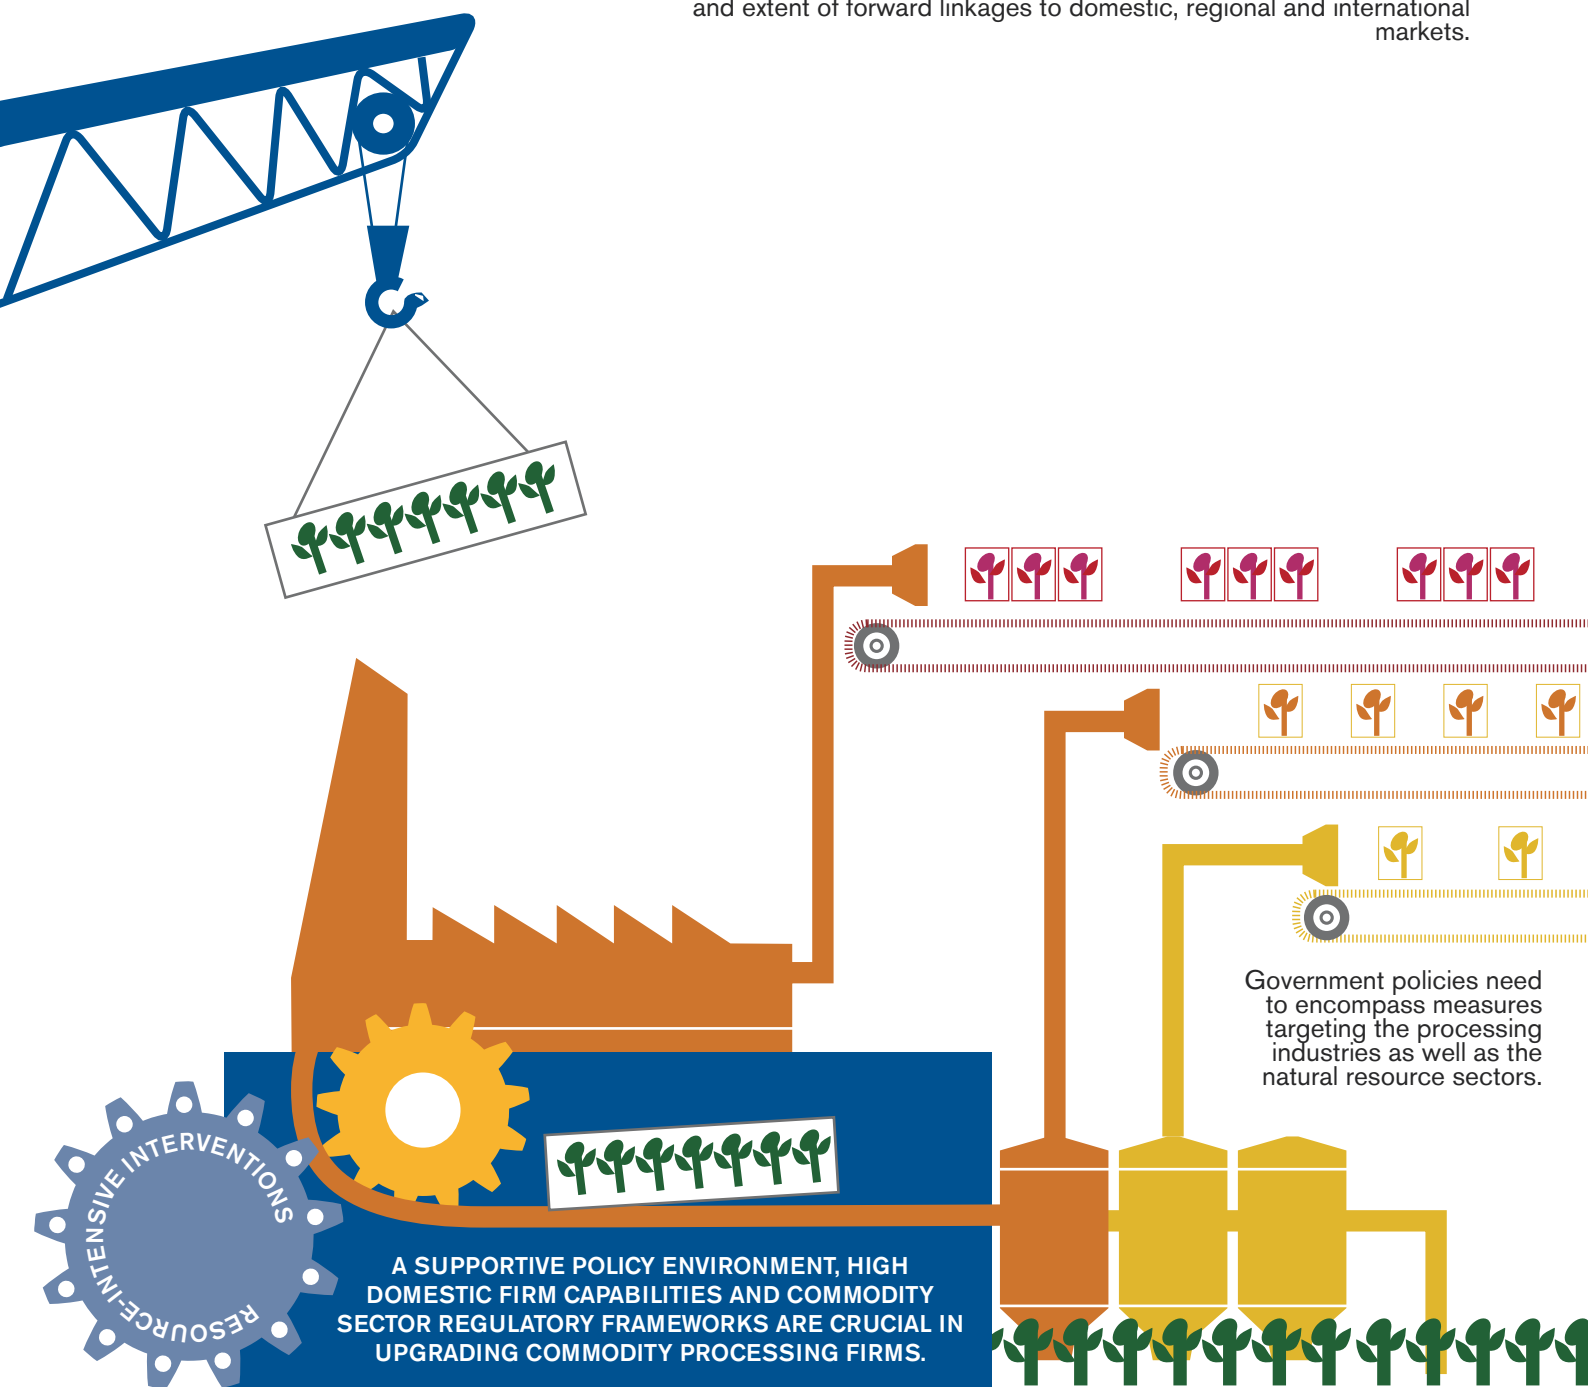 and extent of forward linkages to domestic, regional and international
markets.
Government policies need
to encompass measures
targeting the processing
industries as well as the
natural resource sectors.
RESOURCE-INTENSIVE INTERVENTIONS
A SUPPORTIVE POLICY ENVIRONMENT, HIGH
DOMESTIC FIRM CAPABILITIES AND COMMODITY
SECTOR REGULATORY FRAMEWORKS ARE CRUCIAL IN
UPGRADING COMMODITY PROCESSING FIRMS.